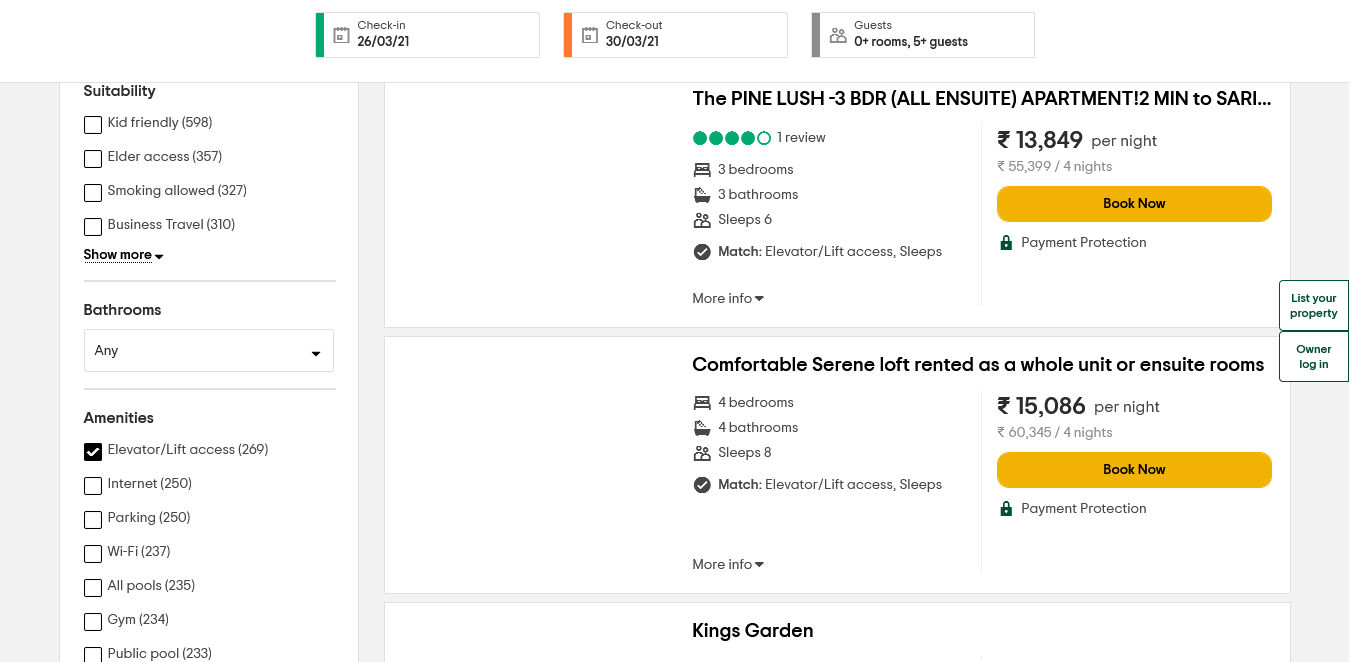 Check-in
26/03/21
Check-out
30/03/21
Guests
0+ rooms, 5+ guests
Suitability
Kid friendly (598)
Elder access (357)
Smoking allowed (327)
Business Travel (310)
Show more
Bathrooms
Any
Amenities
Elevator/Lift access (269)
Internet (250)
Parking (250)
Wi-Fi (237)
All pools (235)
Gym (234)
Public pool (233)
The PINE LUSH -3 BDR (ALL ENSUITE) APARTMENT!2 MIN to SARI...
1 review
3 bedrooms
3 bathrooms
Sleeps 6
Match: Elevator/Lift access, Sleeps
More info
₹ 13,849 per night
₹ 55,399 / 4 nights
Book Now
Payment Protection
Comfortable Serene loft rented as a whole unit or ensuite rooms
4 bedrooms
4 bathrooms
Sleeps 8
Match: Elevator/Lift access, Sleeps
More info
₹ 15,086 per night
₹ 60,345 / 4 nights
Book Now
Payment Protection
Kings Garden
List your
property
Owner
log in